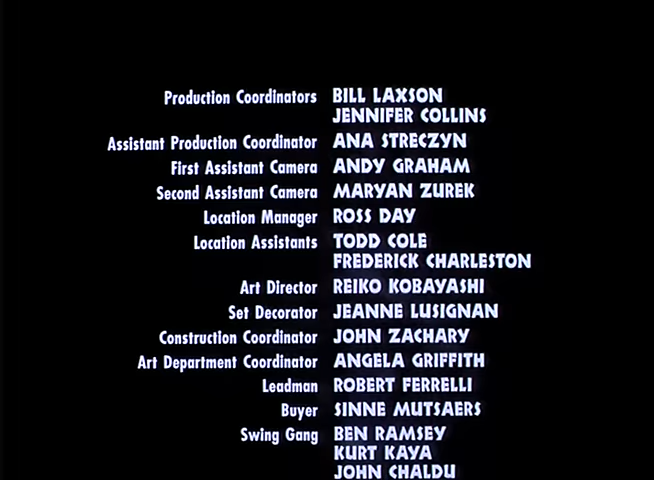 Production Coordinators BILL LAXSON
JENNIFER COLLINS
Assistant Production Coordinator ANA STRECZYN
First Assistant Camera ANDY GRAHAM
Second Assistant Camera MARYAN ZUREK
Location Manager ROSS DAY
Location Assistants TODD COLE
FREDERICK CHARLESTON
Art Director REIKO KOBAYASHI
Set Decorator JEANNE LUSIGNAN
Construction Coordinator JOHN ZACHARY
Art Department Coordinator ANGELA GRIFFITH
Leadman ROBERT FERRELLI
Buyer SINNE MUTSAERS
Swing Gang BEN RAMSEY
KURT KAYA
JOHN CHALDU